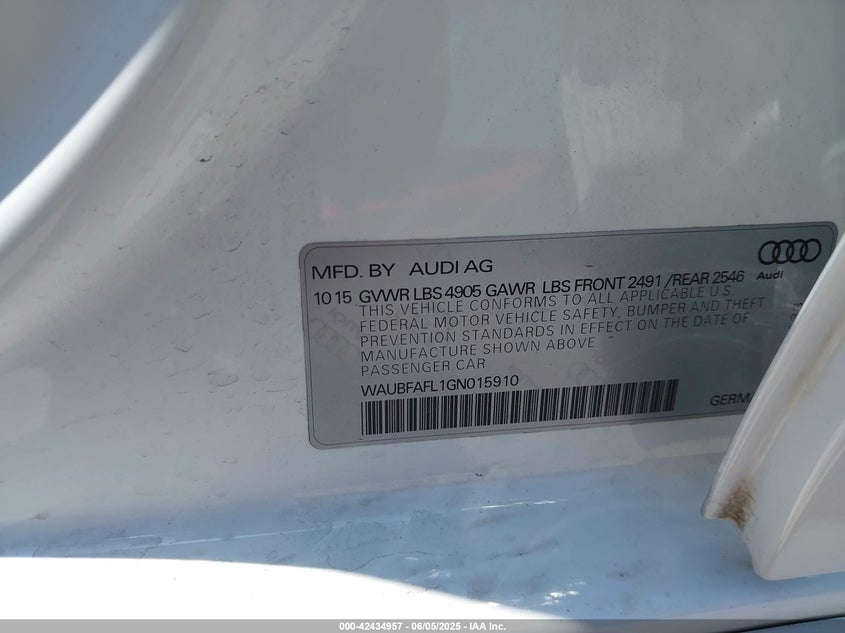 MFD. BY AUDI AG
Audi
10 15 GVWR LBS 4905 GAWR LBS FRONT 2491 /REAR 2546
THIS VEHICLE CONFORMS TO ALL APPLICABLE U.S.
FEDERAL MOTOR VEHICLE SAFETY, BUMPER AND THEFT
PREVENTION STANDARDS IN EFFECT ON THE DATE OF
MANUFACTURE SHOWN ABOVE
PASSENGER CAR
WAUBFAFL1GN015910
GERM
000-42434957 - 06/05/2025 - IAA Inc.